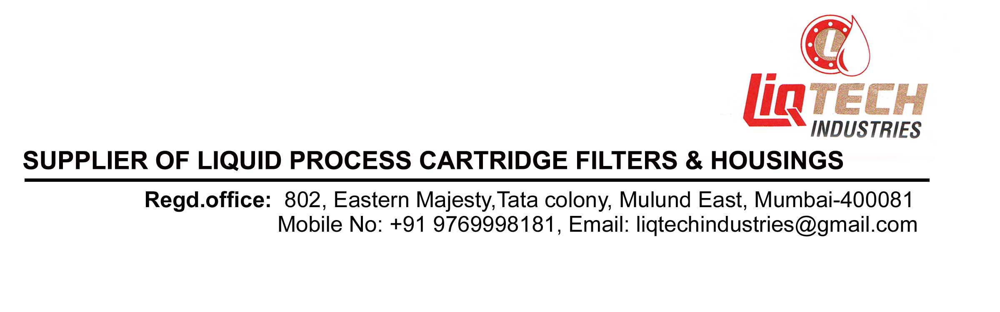 L
LIQTECH
INDUSTRIES
SUPPLIER OF LIQUID PROCESS CARTRIDGE FILTERS & HOUSINGS
Regd.office: 802, Eastern Majesty,Tata colony, Mulund East, Mumbai-400081
Mobile No: +91 9769998181, Email: liqtechindustries@gmail.com